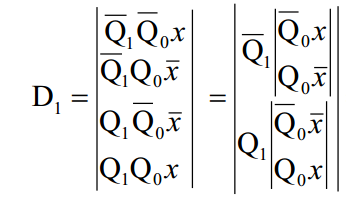 D₁ = | Q̅₁Q̅₀x
Q̅₁Q₀x̅
Q₁Q̅₀x̅
Q₁Q₀x | = | Q̅₁ | Q̅₀x
Q₀x̅ |
Q₁ | Q̅₀x̅
Q₀x | |